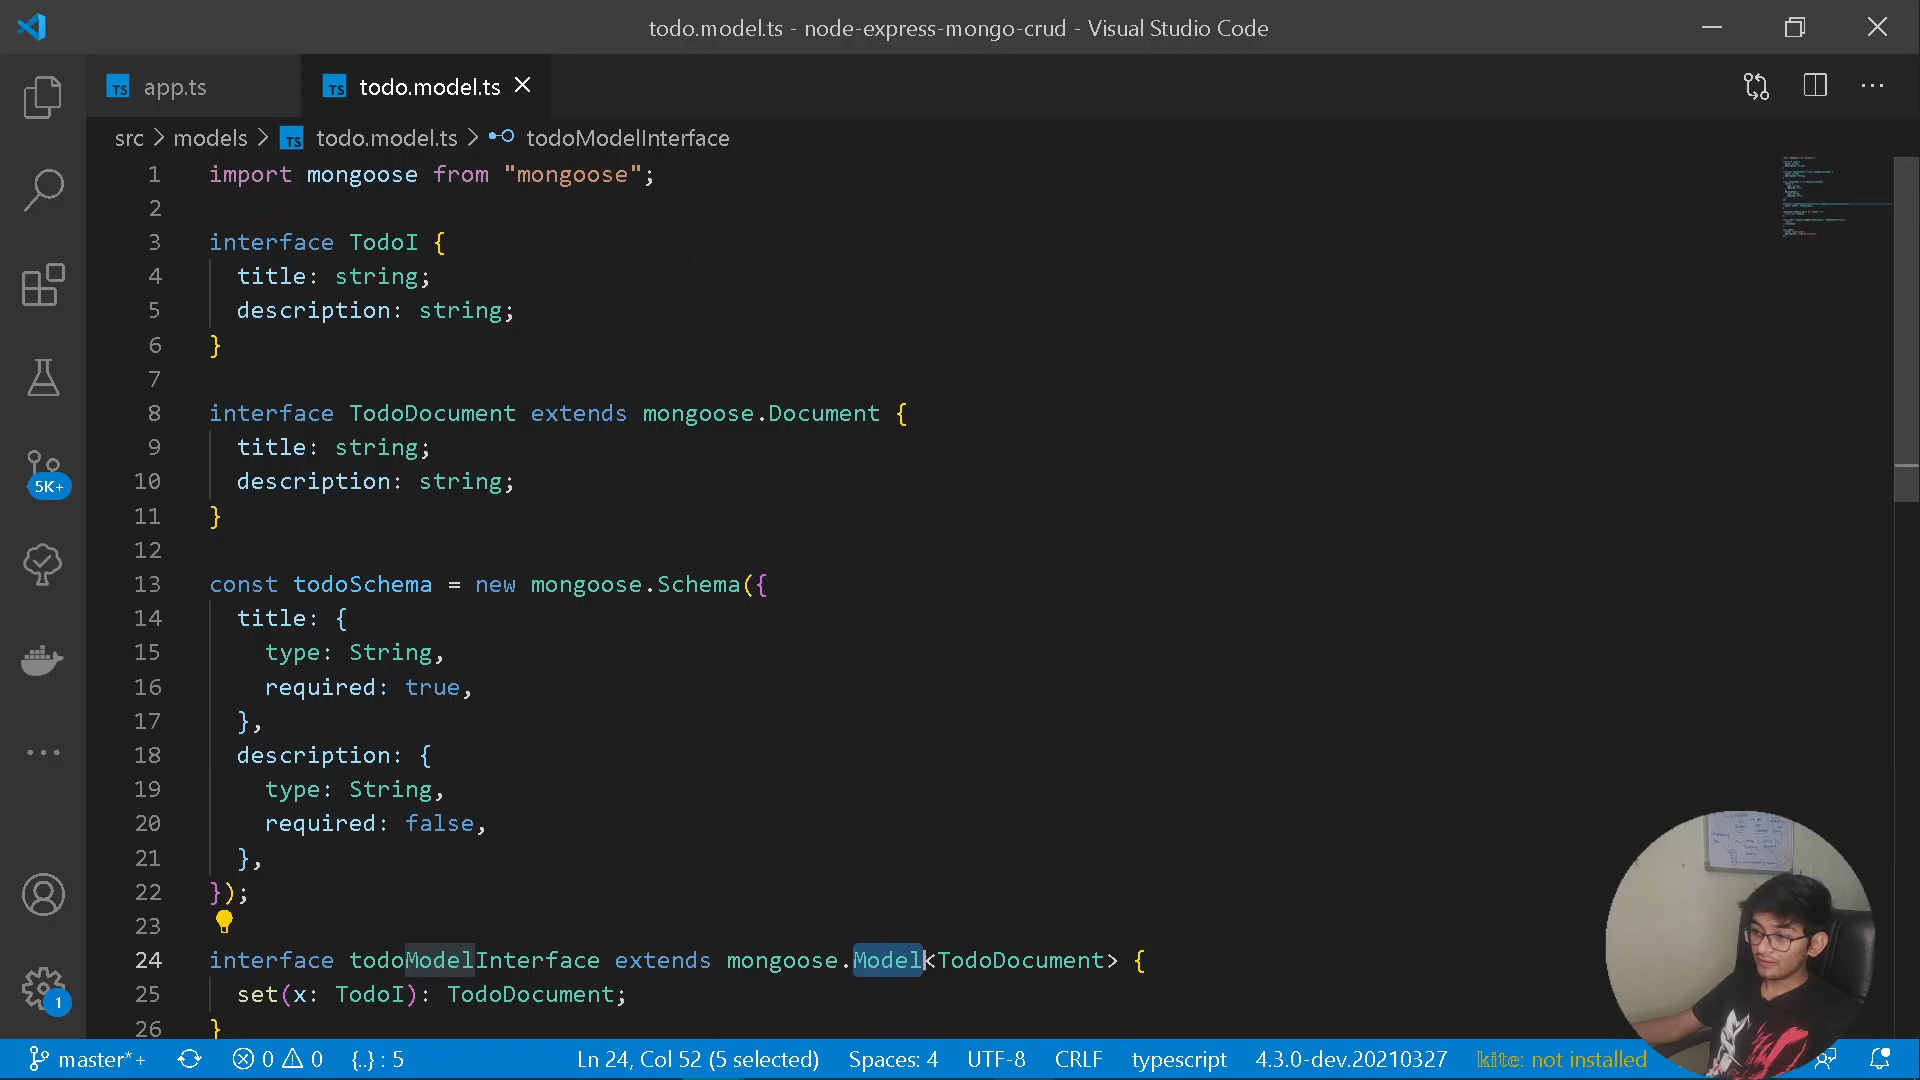 todo.model.ts - node-express-mongo-crud - Visual Studio Code
TS app.ts
TS todo.model.ts
src > models > TS todo.model.ts > todoModelInterface
1 import mongoose from "mongoose";
2
3 interface TodoI {
4 title: string;
5 description: string;
6 }
7
8 interface TodoDocument extends mongoose.Document {
9 title: string;
10 description: string;
11 }
12
13 const todoSchema = new mongoose.Schema({
14 title: {
15 type: String,
16 required: true,
17 },
18 description: {
19 type: String,
20 required: false,
21 },
22 });
23
24 interface todoModelInterface extends mongoose.Model<TodoDocument> {
25 set(x: TodoI): TodoDocument;
26 }
5K+
1
master*+ 0 0 {..} : 5 Ln 24, Col 52 (5 selected) Spaces: 4 UTF-8 CRLF typescript 4.3.0-dev.20210327 kite: not installed